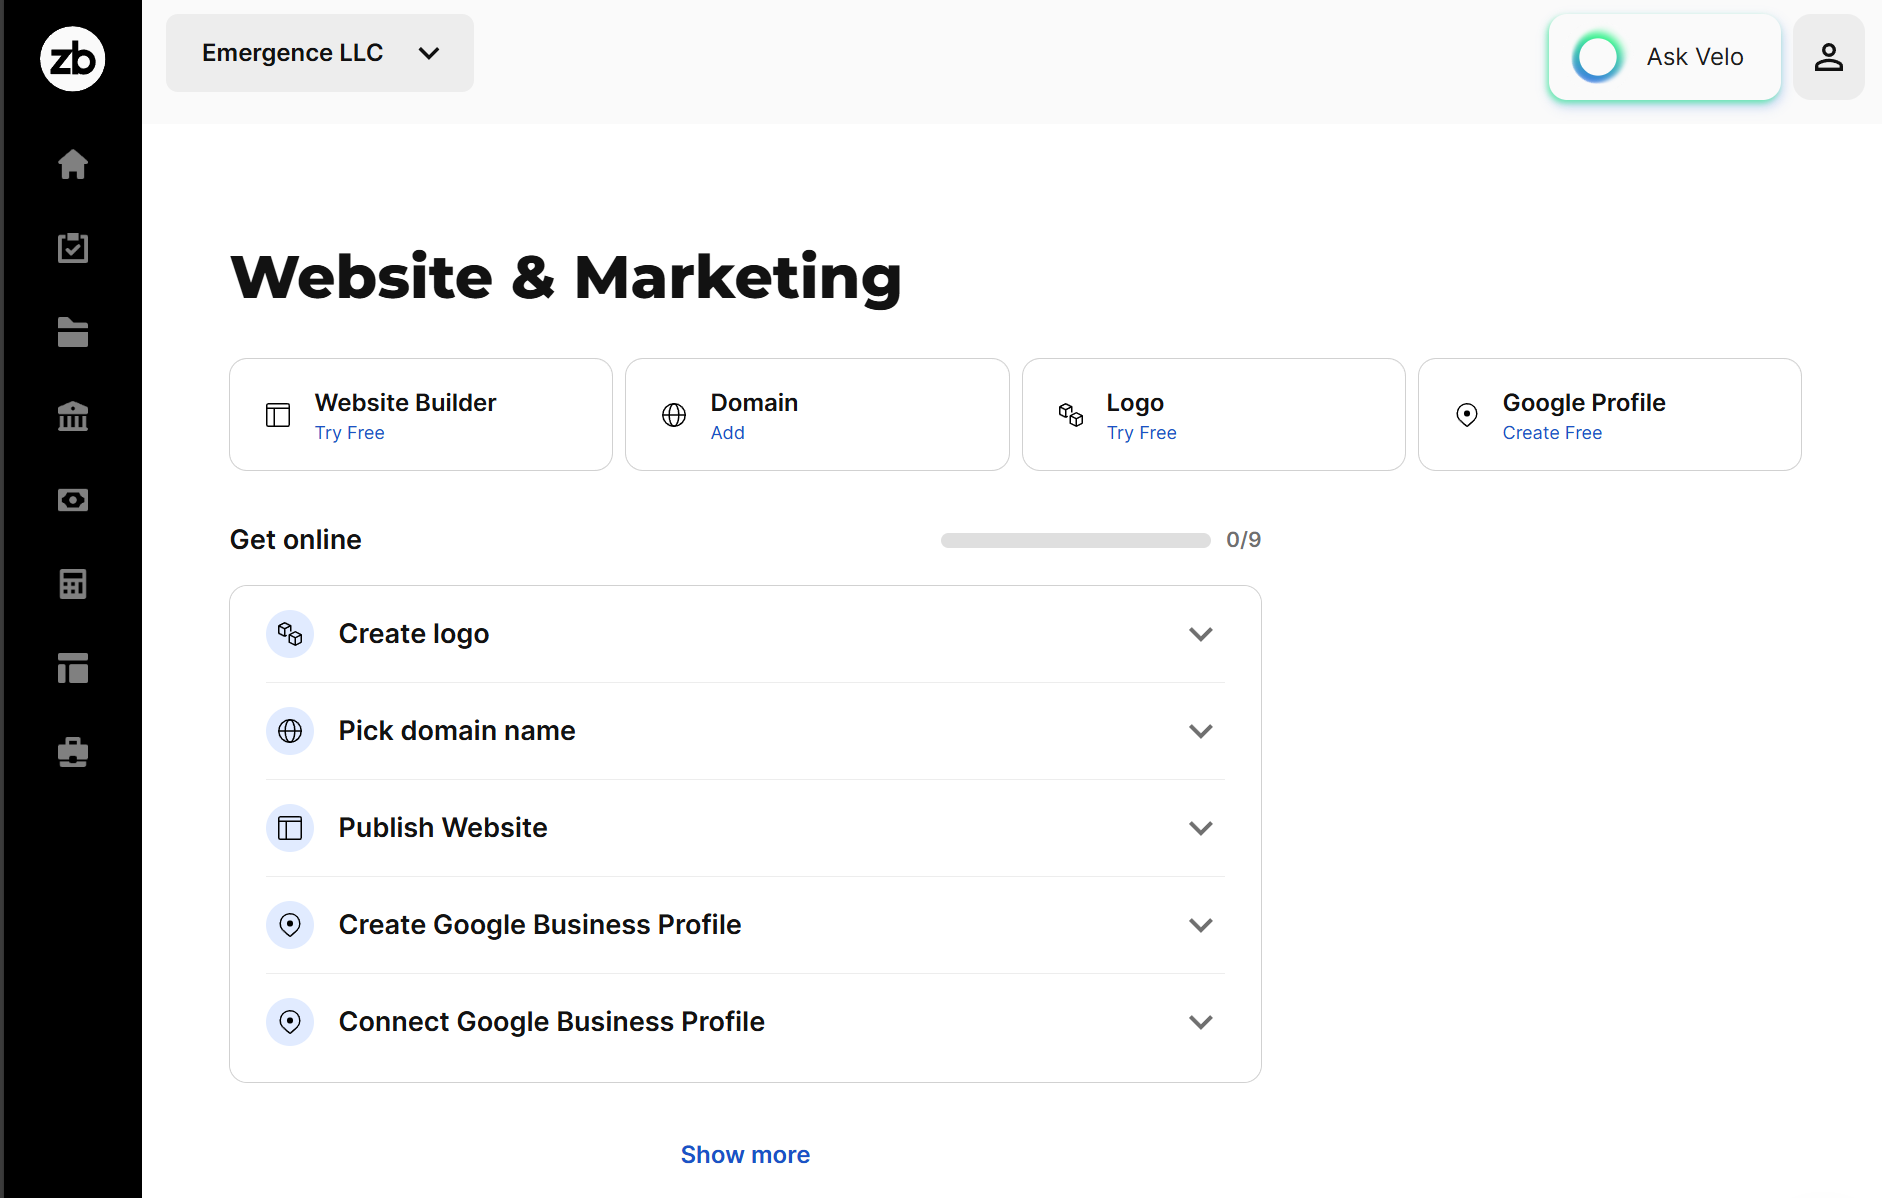 zb
Emergence LLC
Ask Velo
Website & Marketing
Website Builder
Try Free
Domain
Add
Logo
Try Free
Google Profile
Create Free
Get online
0/9
Create logo
Pick domain name
Publish Website
Create Google Business Profile
Connect Google Business Profile
Show more